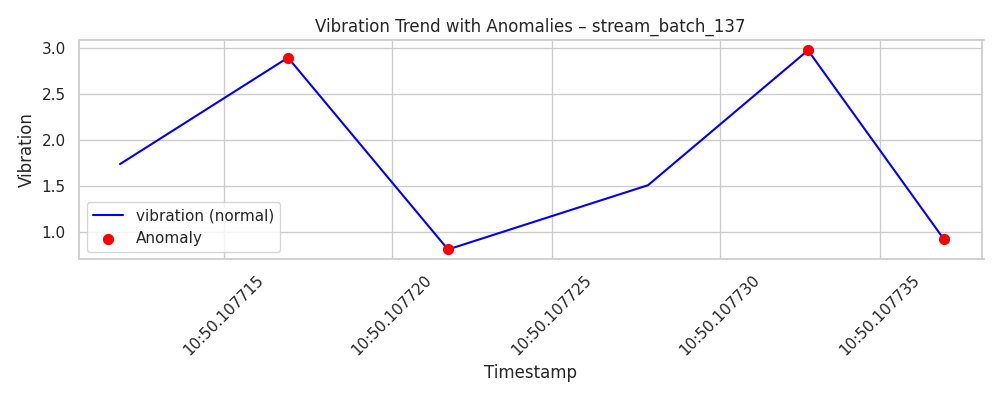 Vibration Trend with Anomalies – stream_batch_137
3.0
2.5
2.0
1.5
1.0
Vibration
vibration (normal)
Anomaly
10:50.107715
10:50.107720
10:50.107725
10:50.107730
10:50.107735
Timestamp